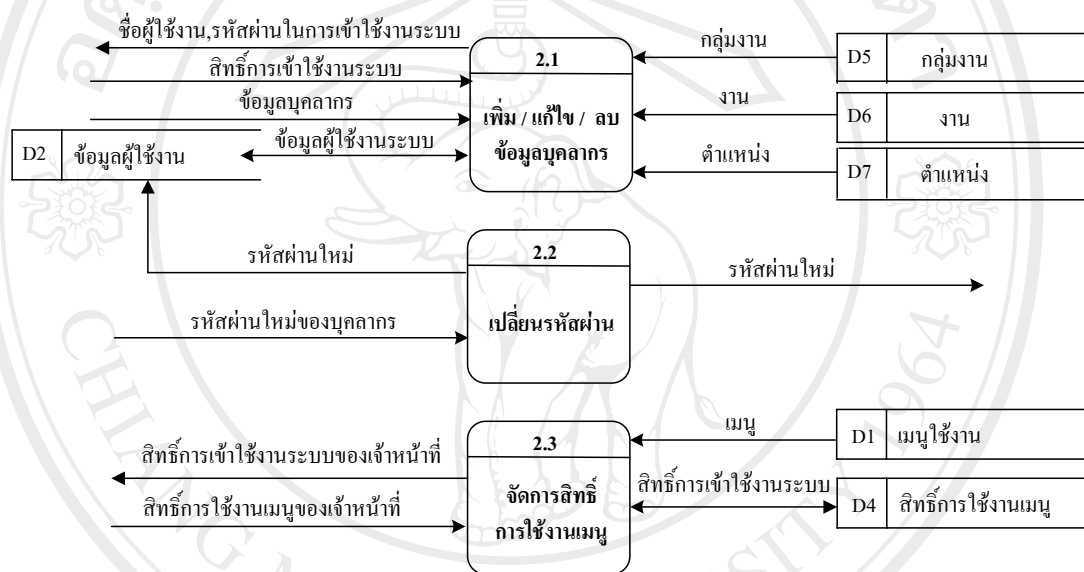 ชื่อผู้ใช้งาน,รหัสผ่านในการเข้าใช้งานระบบ
สิทธิ์การเข้าใช้งานระบบ
ข้อมูลบุคลากร
D2 ข้อมูลผู้ใช้งาน
ข้อมูลผู้ใช้งานระบบ
2.1
เพิ่ม / แก้ไข / ลบ
ข้อมูลบุคลากร
กลุ่มงาน
D5 กลุ่มงาน
งาน
D6 งาน
ตำแหน่ง
D7 ตำแหน่ง
รหัสผ่านใหม่
รหัสผ่านใหม่ของบุคลากร
2.2
เปลี่ยนรหัสผ่าน
รหัสผ่านใหม่
สิทธิ์การเข้าใช้งานระบบของเจ้าหน้าที่
สิทธิ์การใช้งานเมนูของเจ้าหน้าที่
2.3
จัดการสิทธิ์
การใช้งานเมนู
เมนู
D1 เมนูใช้งาน
สิทธิ์การเข้าใช้งานระบบ
D4 สิทธิ์การใช้งานเมนู